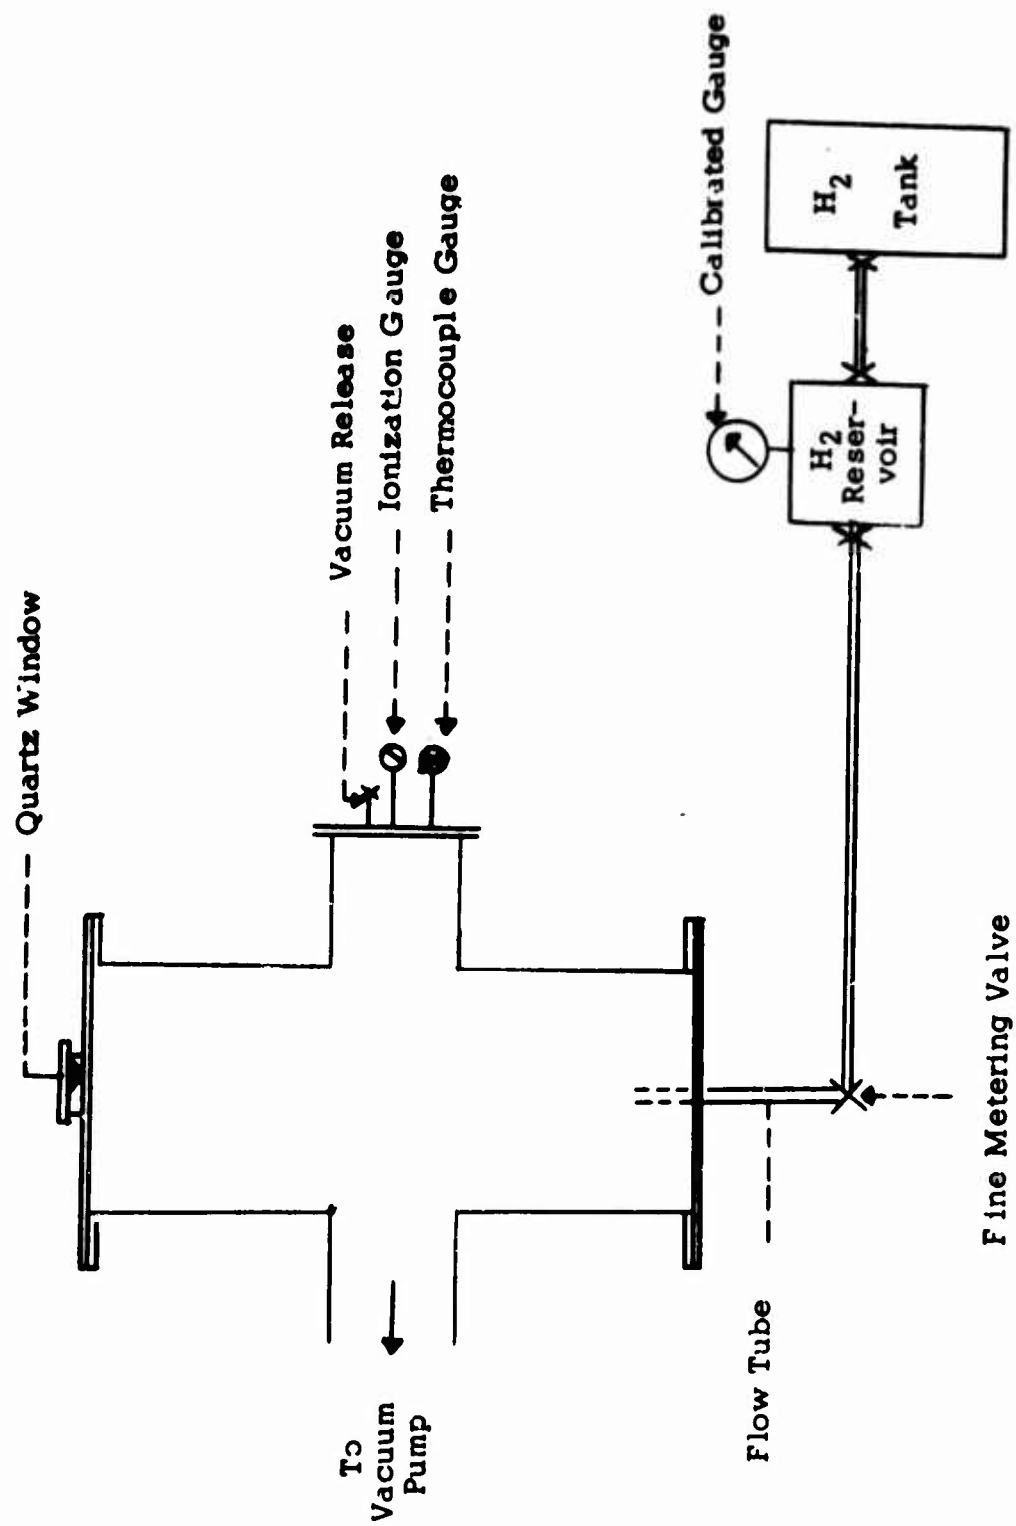 Quartz Window
Vacuum Release
Ionization Gauge
Thermocouple Gauge
Calibrated Gauge
H2
Tank
H2
Reser-
voir
To
Vacuum
Pump
Flow Tube
Fine Metering Valve